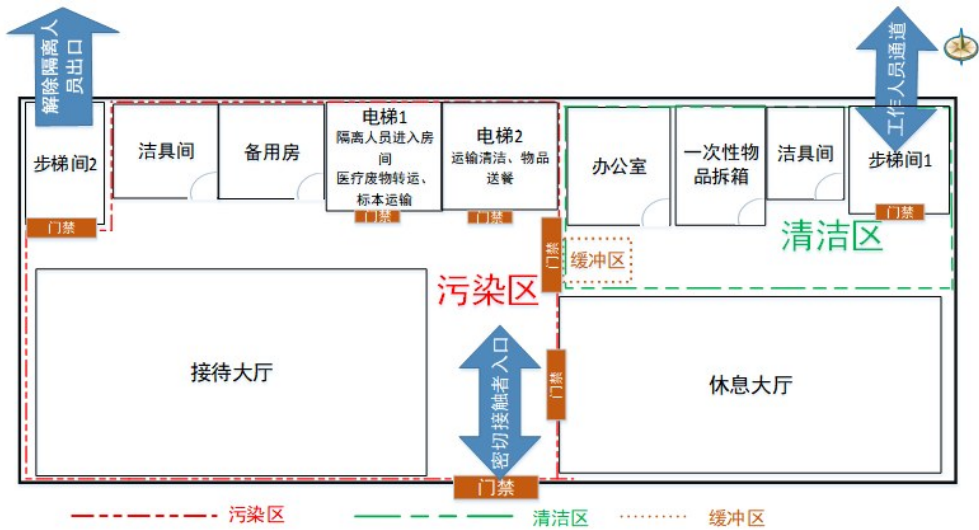 解除隔离人
员出口
工作人员通道
步梯间2
洁具间
备用房
电梯1
隔离人员进入房
间
医疗废物转运、
标本运输
电梯2
运输清洁、物品
送餐
办公室
一次性物
品拆箱
洁具间
步梯间1
门禁
门禁
门禁
门禁
门禁
缓冲区
清洁区
污染区
接待大厅
密切接触者入口
门禁
休息大厅
门禁
污染区
清洁区
缓冲区